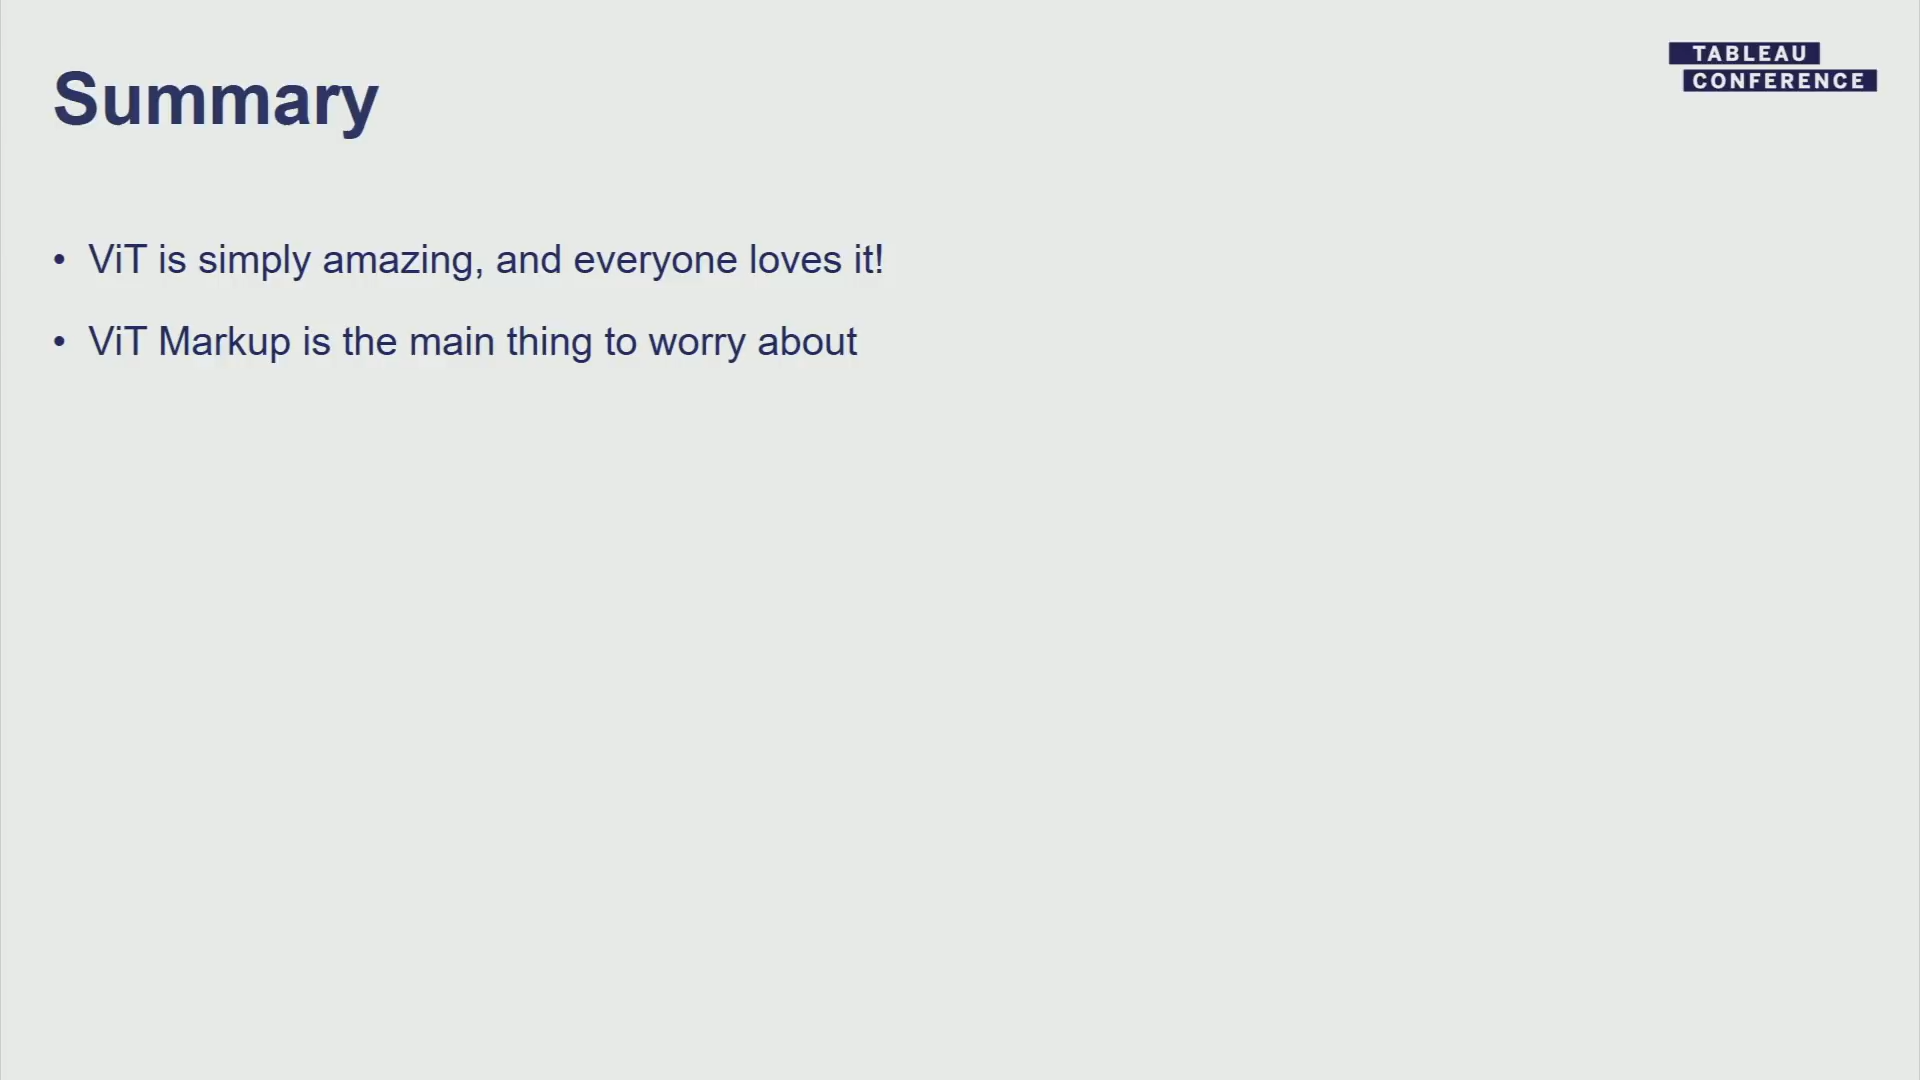 TABLEAU
CONFERENCE
Summary
• ViT is simply amazing, and everyone loves it!
• ViT Markup is the main thing to worry about